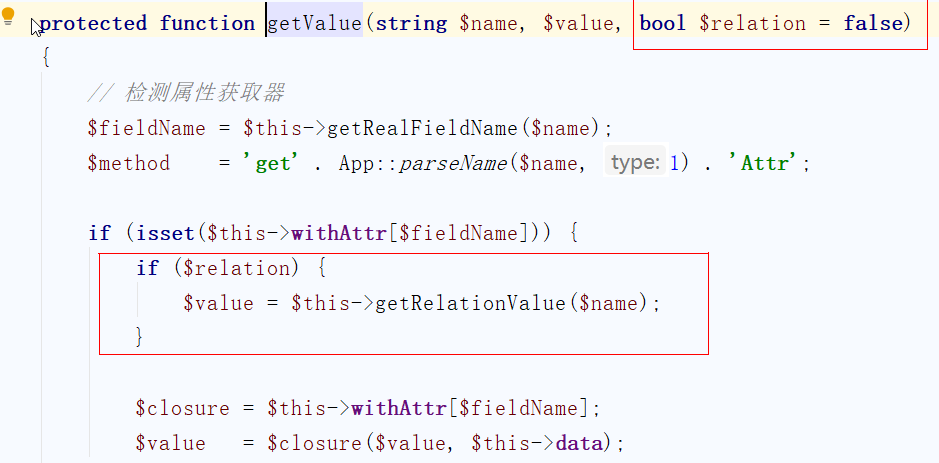 protected function getValue(string $name, $value, bool $relation = false)
{
// 检测属性获取器
$fieldName = $this->getRealFieldName($name);
$method = 'get' . App::parseName($name, type: 1) . 'Attr';
if (isset($this->withAttr[$fieldName])) {
if ($relation) {
$value = $this->getRelationValue($name);
}
$closure = $this->withAttr[$fieldName];
$value = $closure($value, $this->data);